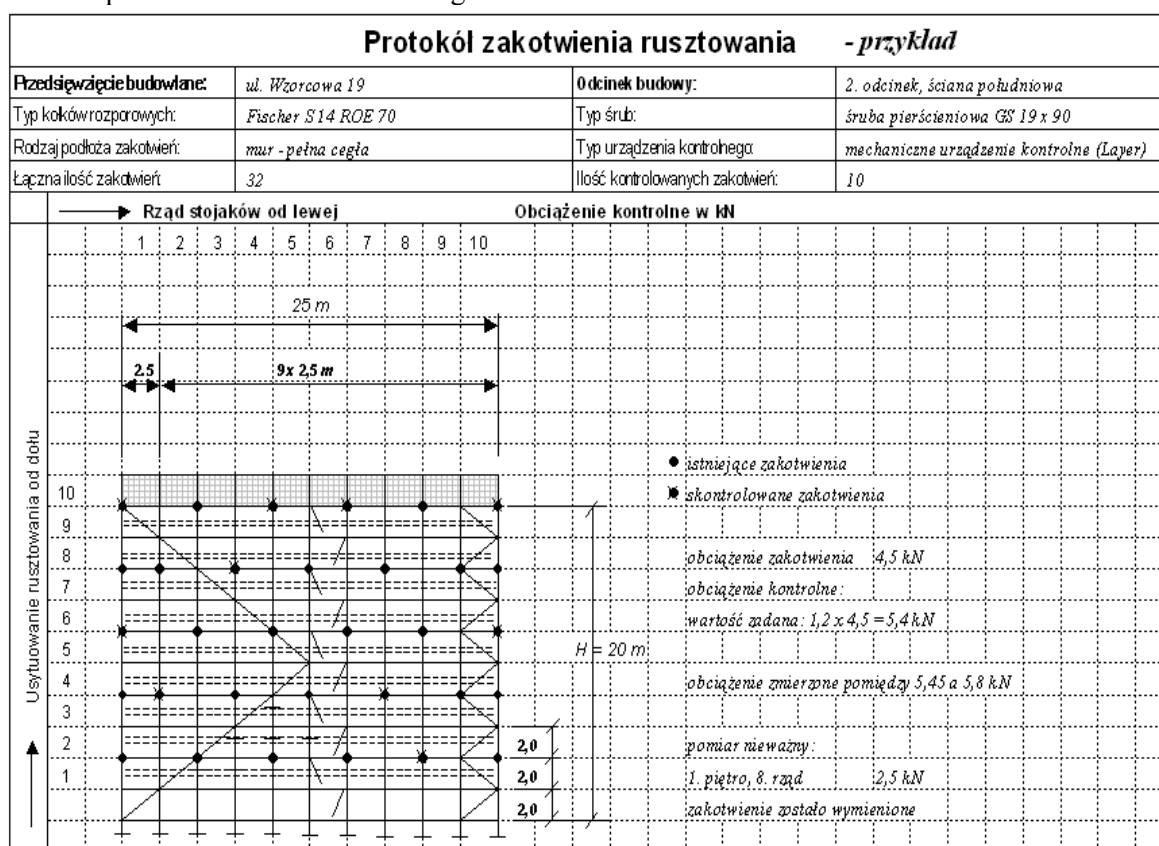 Protokół zakotwienia rusztowania - przykład
Przedsięwzięcie budowlane: ul. Wzorcowa 19 Odcinek budowy: 2. odcinek, ściana południowa
Typ kołków rozporowych: Fischer S 14 ROE 70 Typ śrub: śruba pierścieniowa GS 19 x 90
Rodzaj podłoża zakotwień: mur - pełna cegła Typ urządzenia kontrolnego: mechaniczne urządzenie kontrolne (Layer)
Łączna ilość zakotwień: 32 Ilość kontrolowanych zakotwień: 10
Rząd stojaków od lewej Obciążenie kontrolne w kN
1 2 3 4 5 6 7 8 9 10
25 m
2.5 9x 2,5 m
Usytuowanie rusztowania od dołu
istniejące zakotwienia
10 skontrolowane zakotwienia
9
8 obciążenie zakotwienia 4,5 kN
7 obciążenie kontrolne:
6 wartość zadana: 1,2 x 4,5 = 5,4 kN
5 H = 20 m
4 obciążenie zmierzone pomiędzy 5,45 a 5,8 kN
3
2 2,0 pomiar nieważny:
1 2,0 1. piętro, 8. rząd 2,5 kN
2,0 zakotwienie zostało wymienione